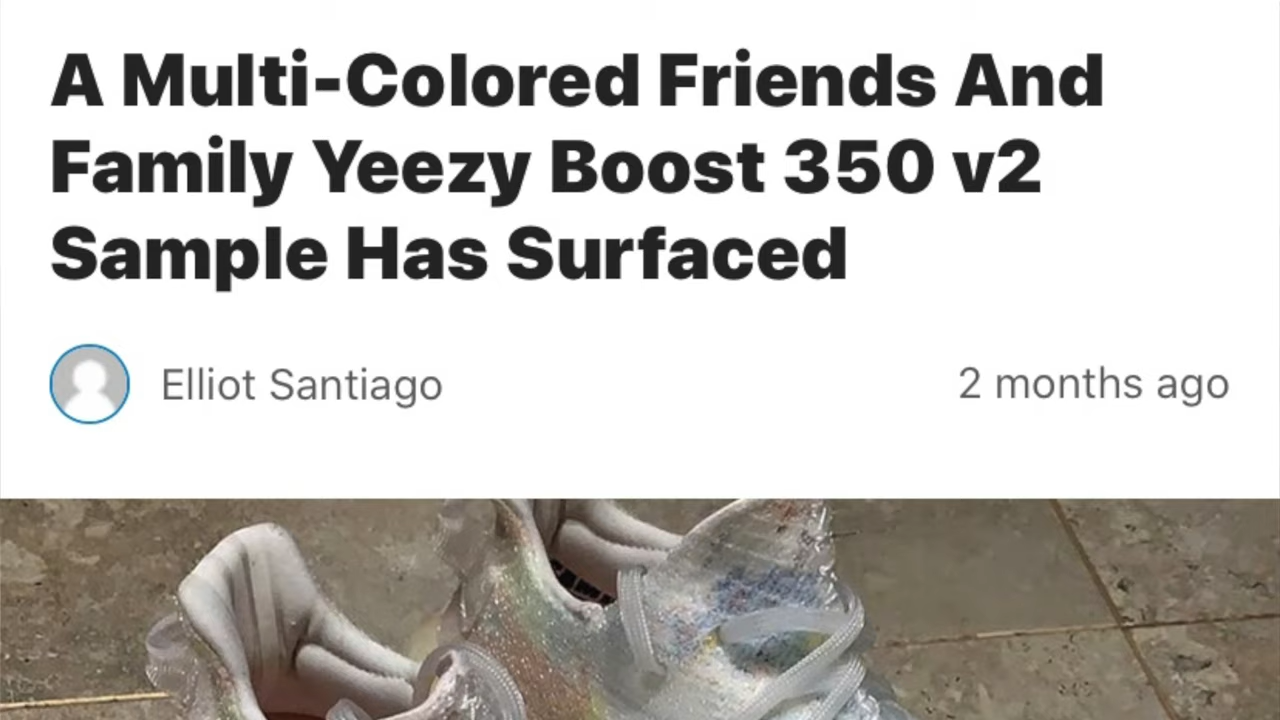 A Multi-Colored Friends And
Family Yeezy Boost 350 v2
Sample Has Surfaced
Elliot Santiago
2 months ago